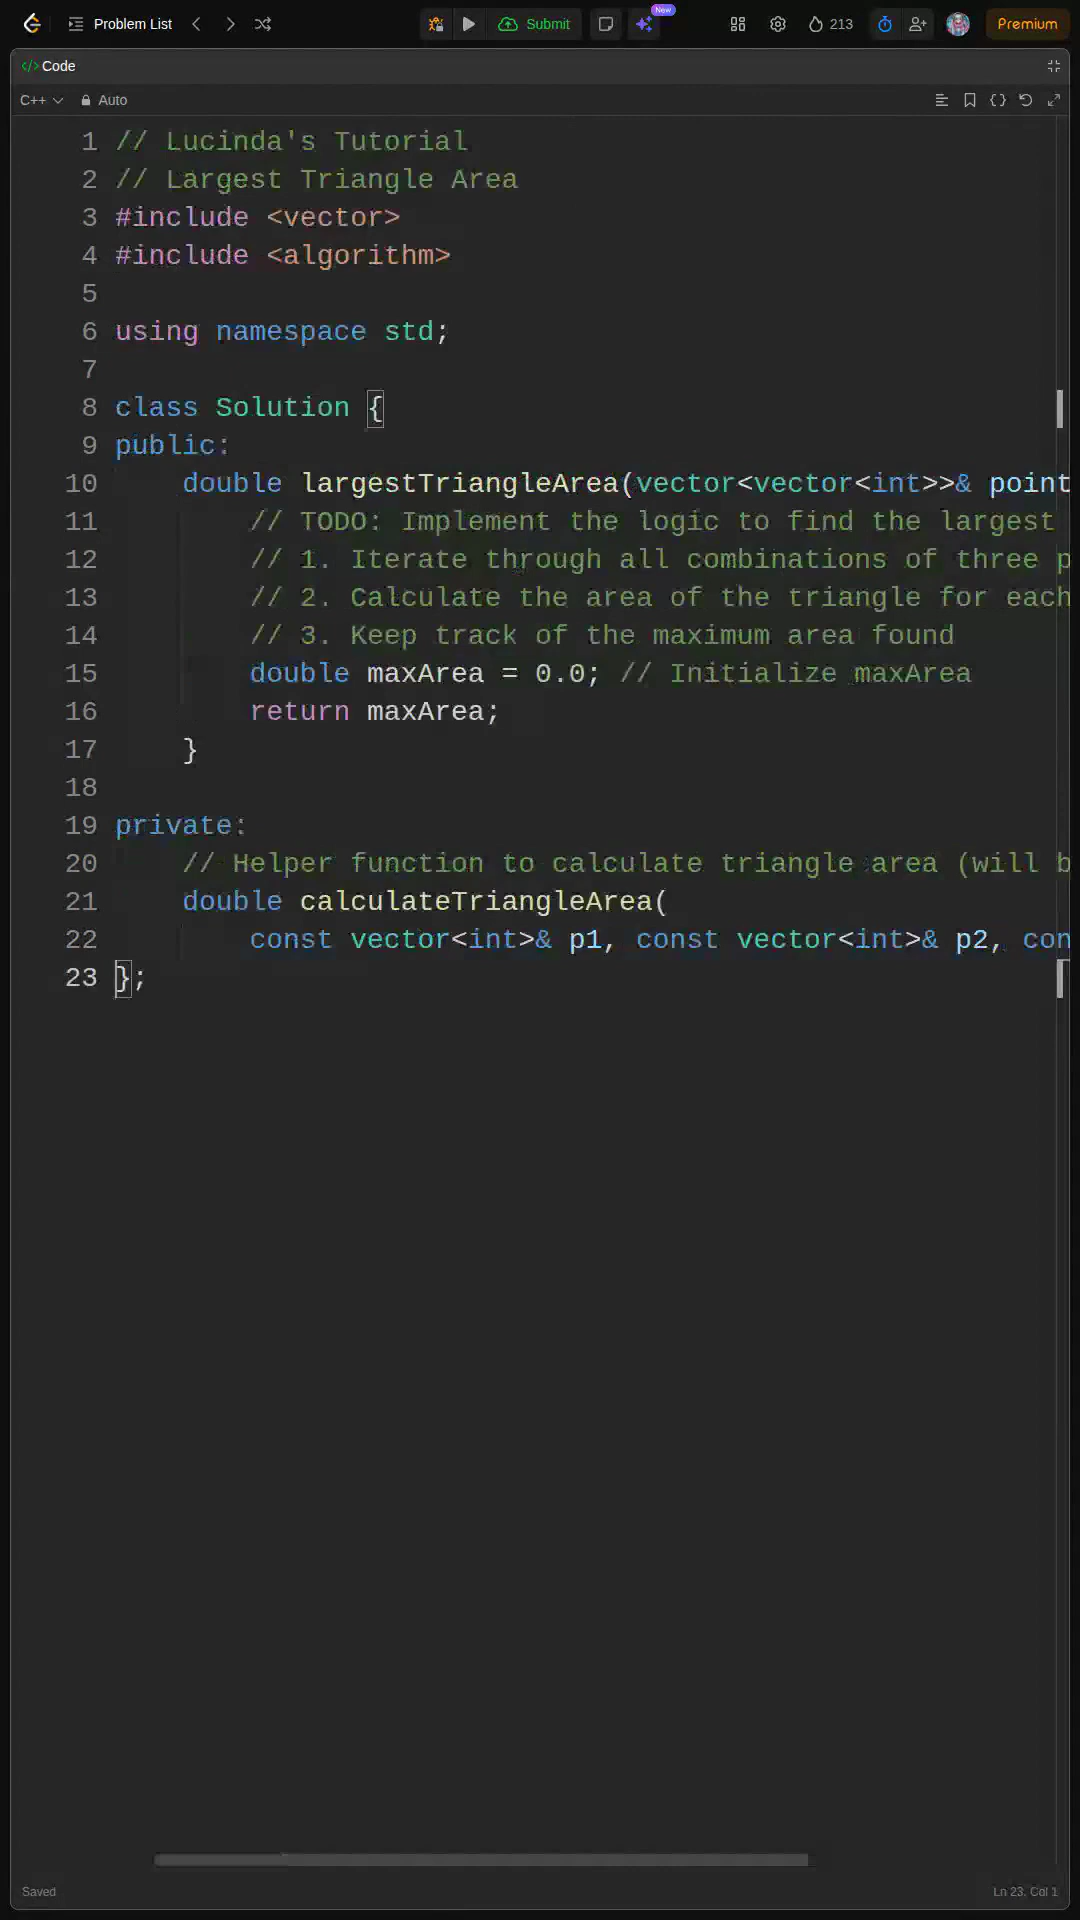 Problem List
Submit
New
213
Premium
</> Code
C++
Auto
1 // Lucinda's Tutorial
2 // Largest Triangle Area
3 #include <vector>
4 #include <algorithm>
5
6 using namespace std;
7
8 class Solution {
9 public:
10 double largestTriangleArea(vector<vector<int>>& point
11 // TODO: Implement the logic to find the largest
12 // 1. Iterate through all combinations of three p
13 // 2. Calculate the area of the triangle for each
14 // 3. Keep track of the maximum area found
15 double maxArea = 0.0; // Initialize maxArea
16 return maxArea;
17 }
18
19 private:
20 // Helper function to calculate triangle area (will b
21 double calculateTriangleArea(
22 const vector<int>& p1, const vector<int>& p2, con
23 };
Saved
Ln 23, Col 1